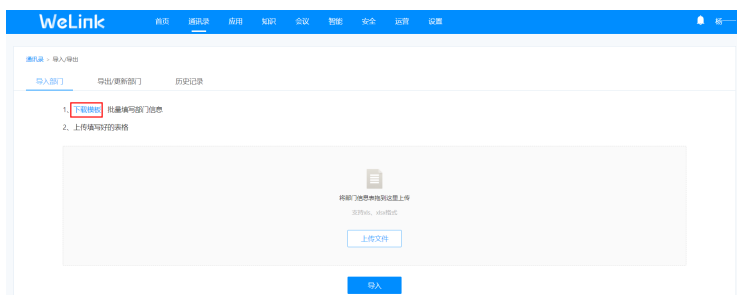 WeLink 首页 通讯录 应用 知识 会议 智能 安全 运营 设置 杨一
通讯录 > 导入/导出
导入部门 导出/更新部门 历史记录
1、下载模板 批量填写部门信息
2、上传填写好的表格
将部门信息表拖到这里上传
支持xls、xlsx格式
上传文件
导入